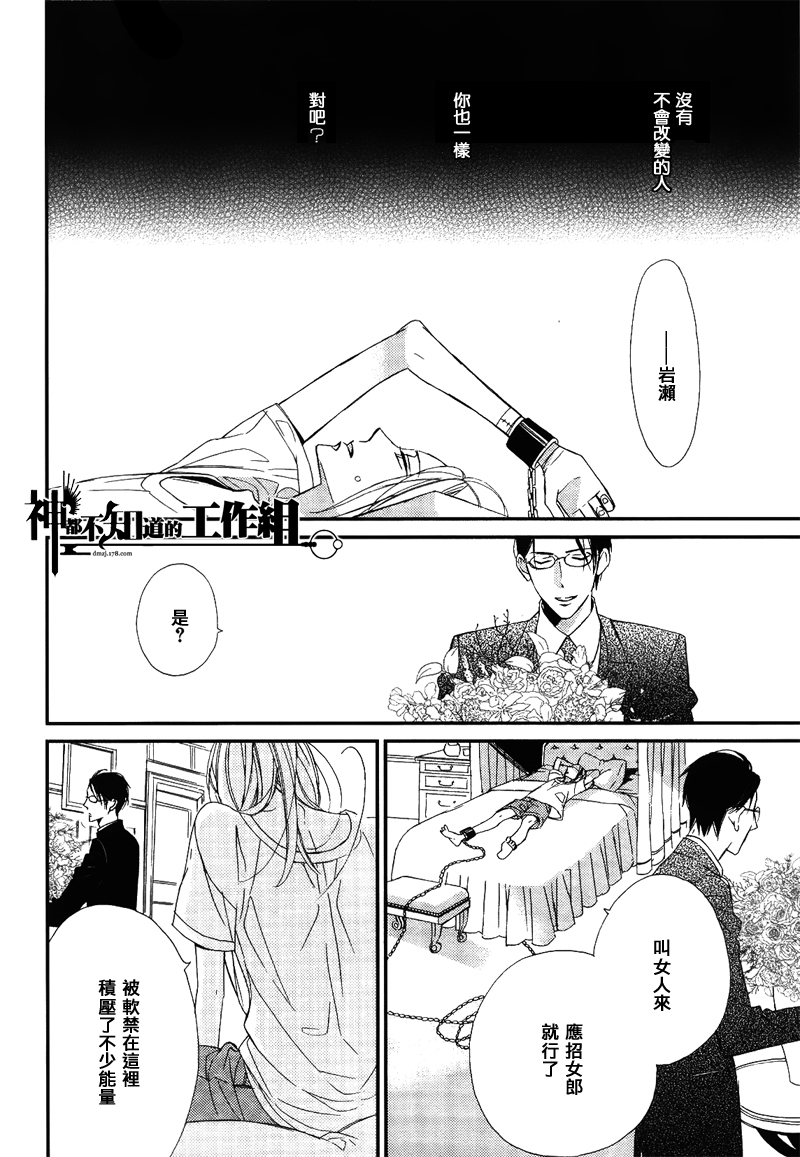 沒有
不會改變的人
你也一樣
對吧？
——岩瀨
神都不知道的工作組
dmzj.178.com
是？
叫女人來
應招女郎
就行了
被軟禁在這裡
積壓了不少能量